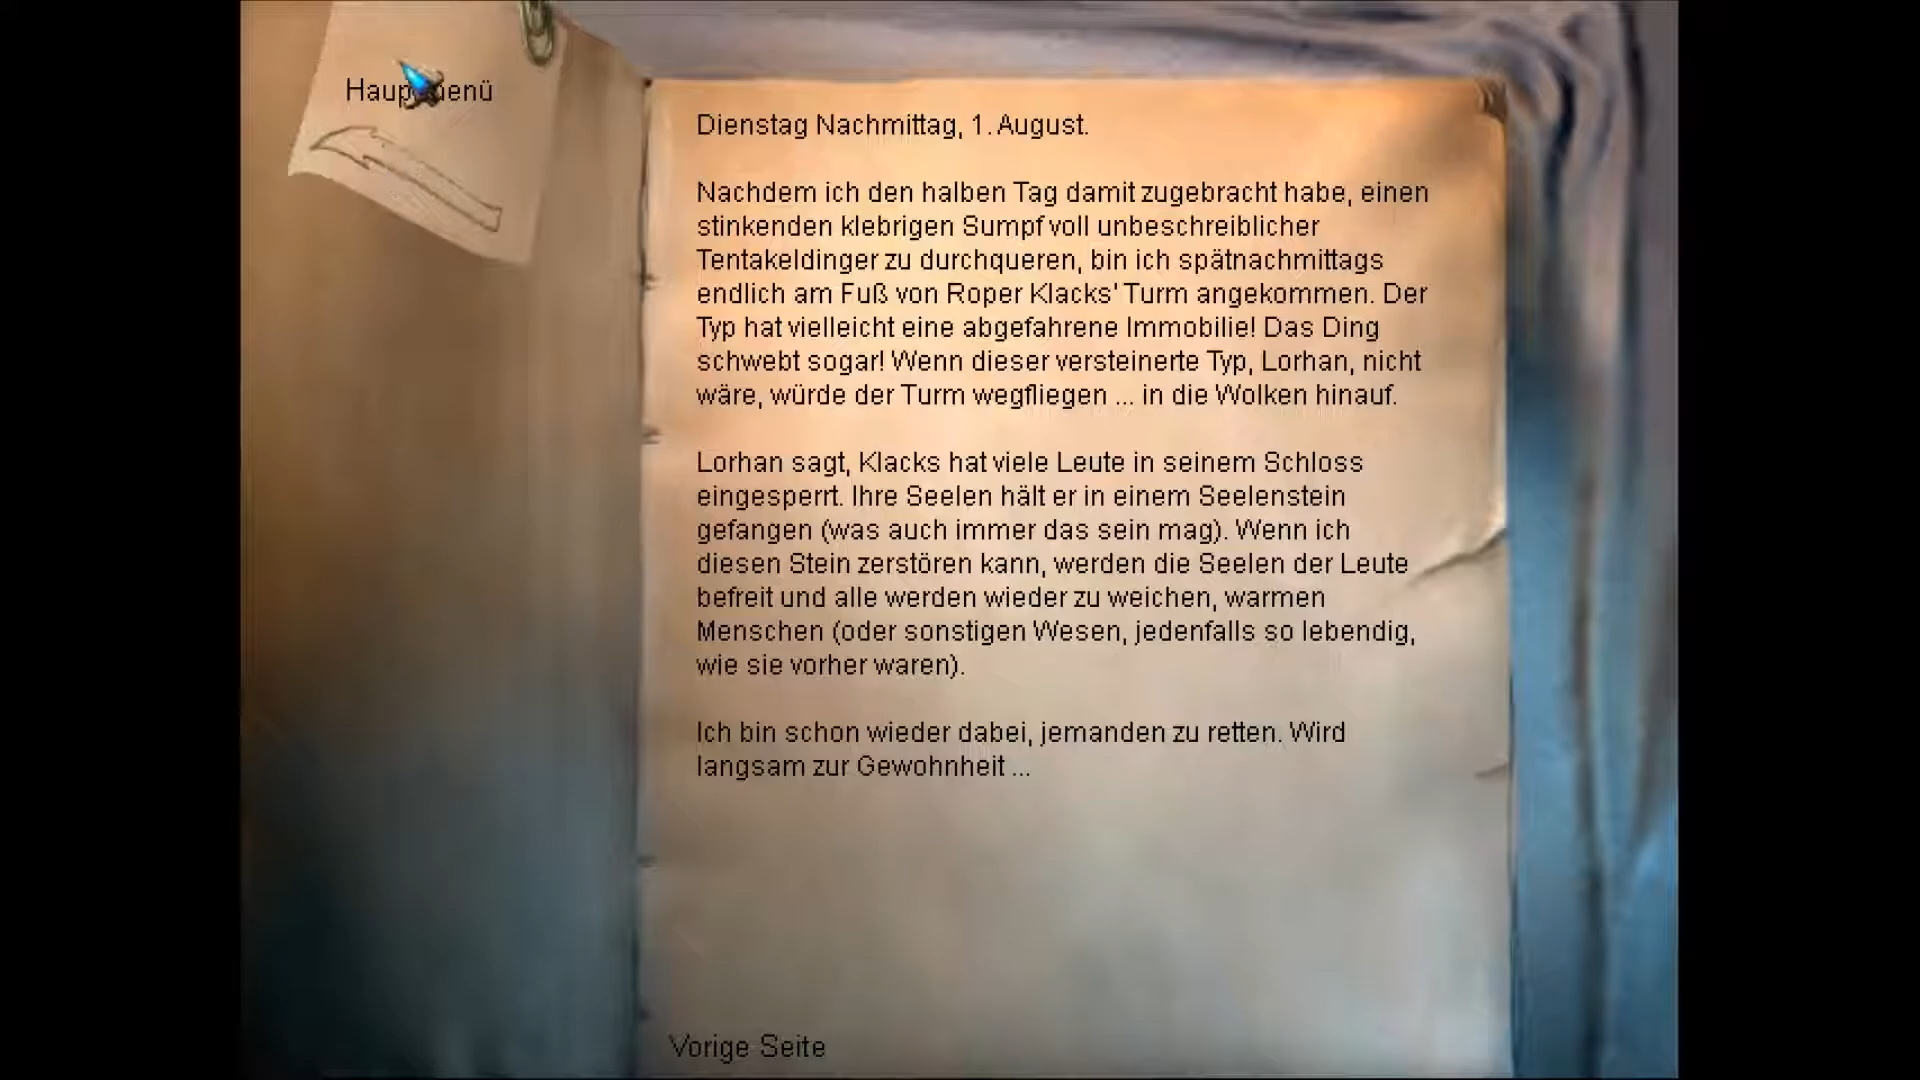 Hauptmenü
Dienstag Nachmittag, 1. August.
Nachdem ich den halben Tag damit zugebracht habe, einen
stinkenden klebrigen Sumpf voll unbeschreiblicher
Tentakeldinger zu durchqueren, bin ich spätnachmittags
endlich am Fuß von Roper Klacks' Turm angekommen. Der
Typ hat vielleicht eine abgefahrene Immobilie! Das Ding
schwebt sogar! Wenn dieser versteinerte Typ, Lorhan, nicht
wäre, würde der Turm wegfliegen ... in die Wolken hinauf.
Lorhan sagt, Klacks hat viele Leute in seinem Schloss
eingesperrt. Ihre Seelen hält er in einem Seelenstein
gefangen (was auch immer das sein mag). Wenn ich
diesen Stein zerstören kann, werden die Seelen der Leute
befreit und alle werden wieder zu weichen, warmen
Menschen (oder sonstigen Wesen, jedenfalls so lebendig,
wie sie vorher waren).
Ich bin schon wieder dabei, jemanden zu retten. Wird
langsam zur Gewohnheit ...
Vorige Seite